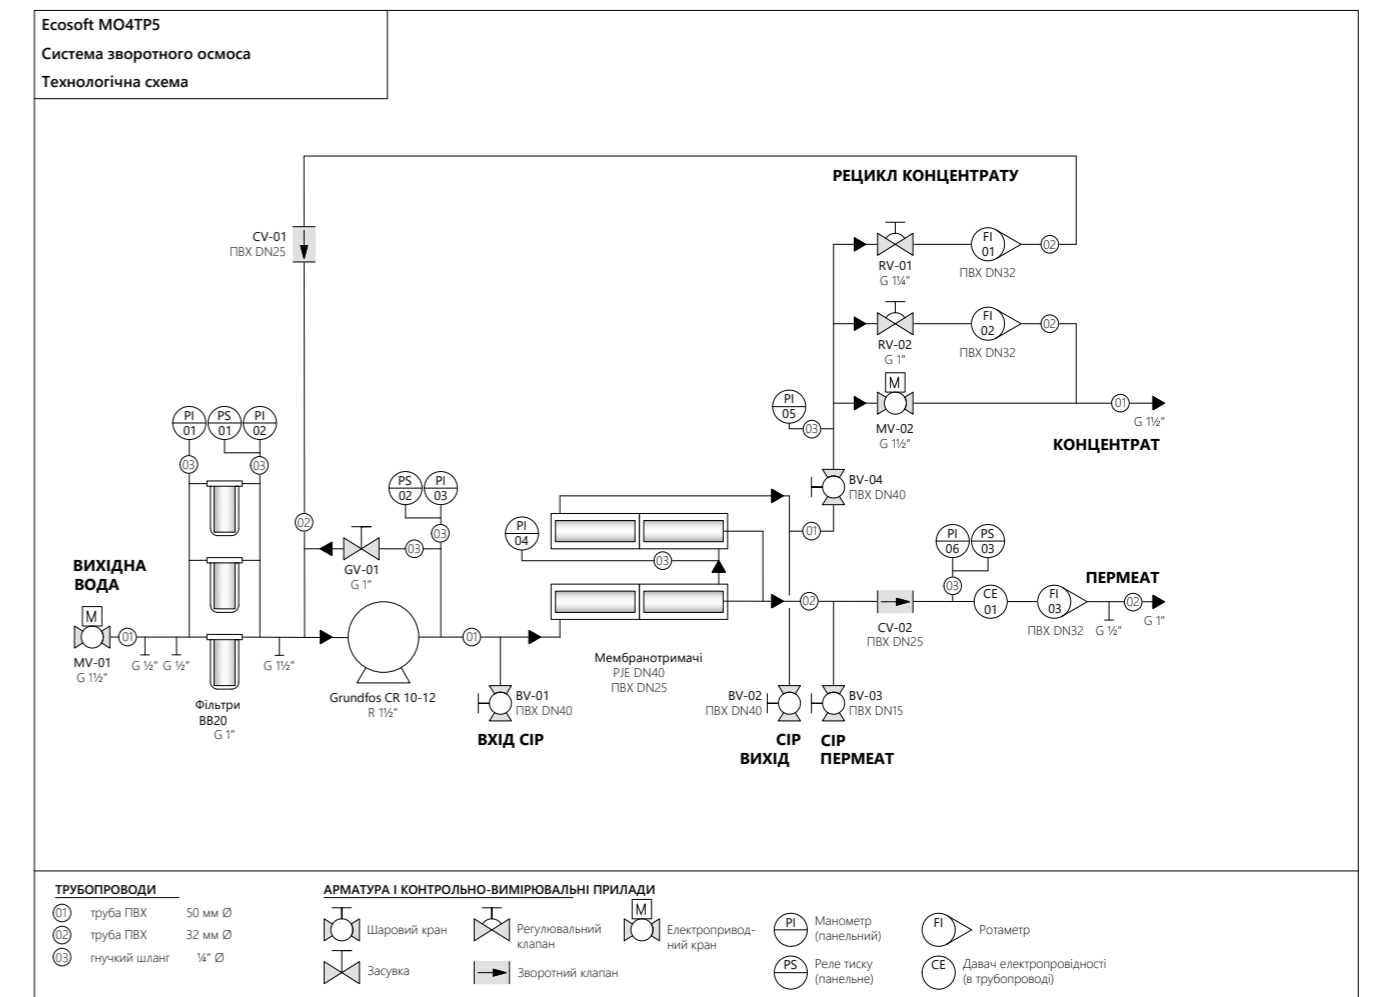 Ecosoft MO4TP5
Система зворотного осмоса
Технологічна схема
РЕЦИКЛ КОНЦЕНТРАТУ
CV-01
ПВХ DN25
FI
01
02
RV-01
G 1¼"
ПВХ DN32
FI
02
02
RV-02
G 1"
ПВХ DN32
M
MV-02
G 1½"
01
G 1½"
КОНЦЕНТРАТ
PI
05
03
BV-04
ПВХ DN40
01
PI
01
PS
01
PI
02
03
03
PS
02
PI
03
03
02
03
GV-01
G 1"
PI
04
03
PI
06
PS
03
03
CE
01
FI
03
ПВХ DN32
G ½"
02
G 1"
ПЕРМЕАТ
02
CV-02
ПВХ DN25
ВИХІДНА
ВОДА
M
MV-01
G 1½"
01
G ½"
G ½"
G 1½"
Фільтри
BB20
G 1"
Grundfos CR 10-12
R 1½"
01
BV-01
ПВХ DN40
ВХІД CIP
Мембранотримачі
PJE DN40
ПВХ DN25
BV-02
ПВХ DN40
CIP
ВИХІД
BV-03
ПВХ DN15
CIP
ПЕРМЕАТ
ТРУБОПРОВОДИ
01 труба ПВХ 50 мм Ø
02 труба ПВХ 32 мм Ø
03 гнучкий шланг ¼" Ø
АРМАТУРА І КОНТРОЛЬНО-ВИМІРЮВАЛЬНІ ПРИЛАДИ
Шаровий кран
Засувка
Регулювальний
клапан
Зворотний клапан
M
Електропривод-
ний кран
PI
Манометр
(панельний)
PS
Реле тиску
(панельне)
FI
Ротаметр
CE
Давач електропровідності
(в трубопроводі)